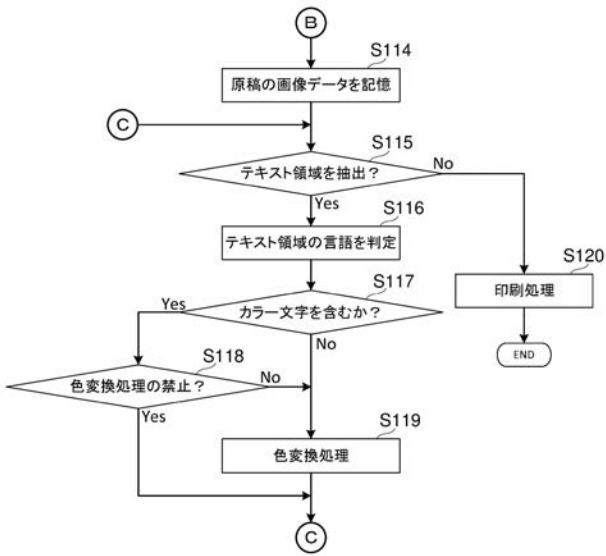 B
S114
原稿の画像データを記憶
C
S115
テキスト領域を抽出?
No
Yes
S116
テキスト領域の言語を判定
S120
印刷処理
S117
カラー文字を含むか?
Yes
No
END
S118
色変換処理の禁止?
No
Yes
S119
色変換処理
C